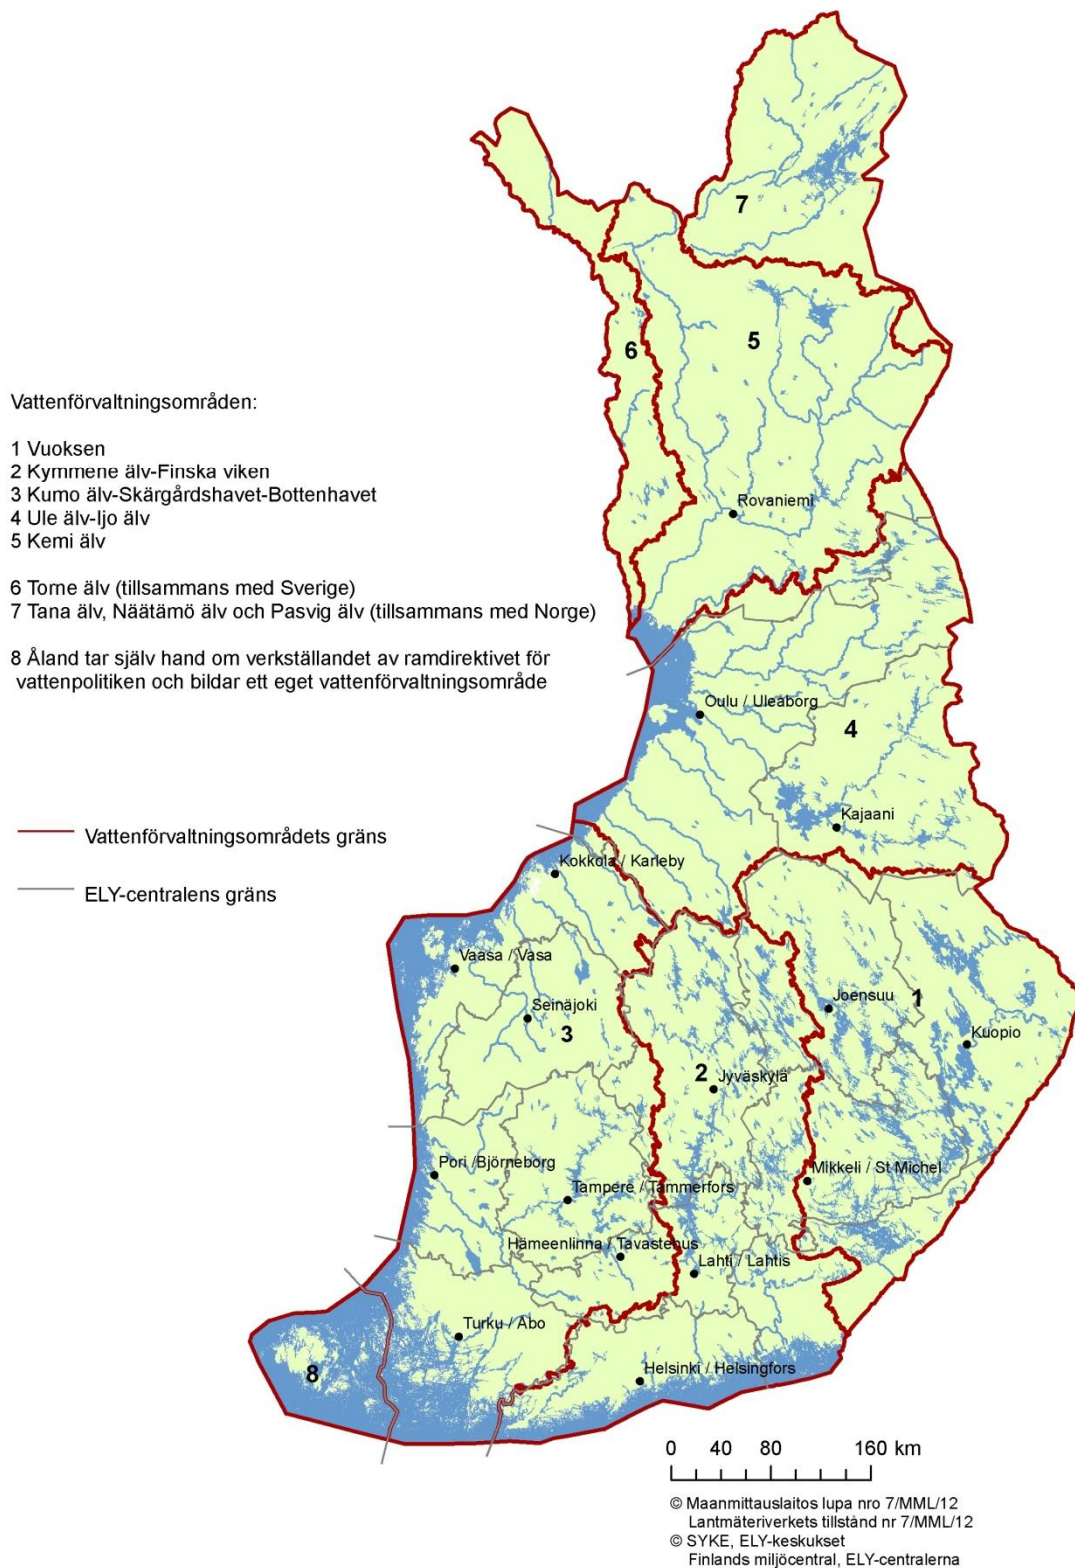 7
6
5
Vattenförvaltningsområden:
1 Vuoksen
2 Kymmene älv-Finska viken
3 Kumo älv-Skärgårdshavet-Bottenhavet
4 Ule älv-Ijo älv
5 Kemi älv
6 Torne älv (tillsammans med Sverige)
7 Tana älv, Näätämö älv och Pasvig älv (tillsammans med Norge)
8 Åland tar själv hand om verkställandet av ramdirektivet för
vattenpolitiken och bildar ett eget vattenförvaltningsområde
Vattenförvaltningsområdets gräns
ELY-centralens gräns
Rovaniemi
Oulu / Uleaborg
4
Kajaani
Kokkola / Karleby
Vaasa / Vasa
Seinäjoki
3
Joensuu
1
Kuopio
2
Jyväskylä
Pori /Björneborg
Mikkeli / St Michel
Tampere / Tammerfors
Hämeenlinna / Tavastehus
Lahti / Lahtis
Turku / Abo
8
Helsinki / Helsingfors
0 40 80 160 km
© Maanmittauslaitos lupa nro 7/MML/12
Lantmäteriverkets tillstånd nr 7/MML/12
© SYKE, ELY-keskukset
Finlands miljöcentral, ELY-centralerna